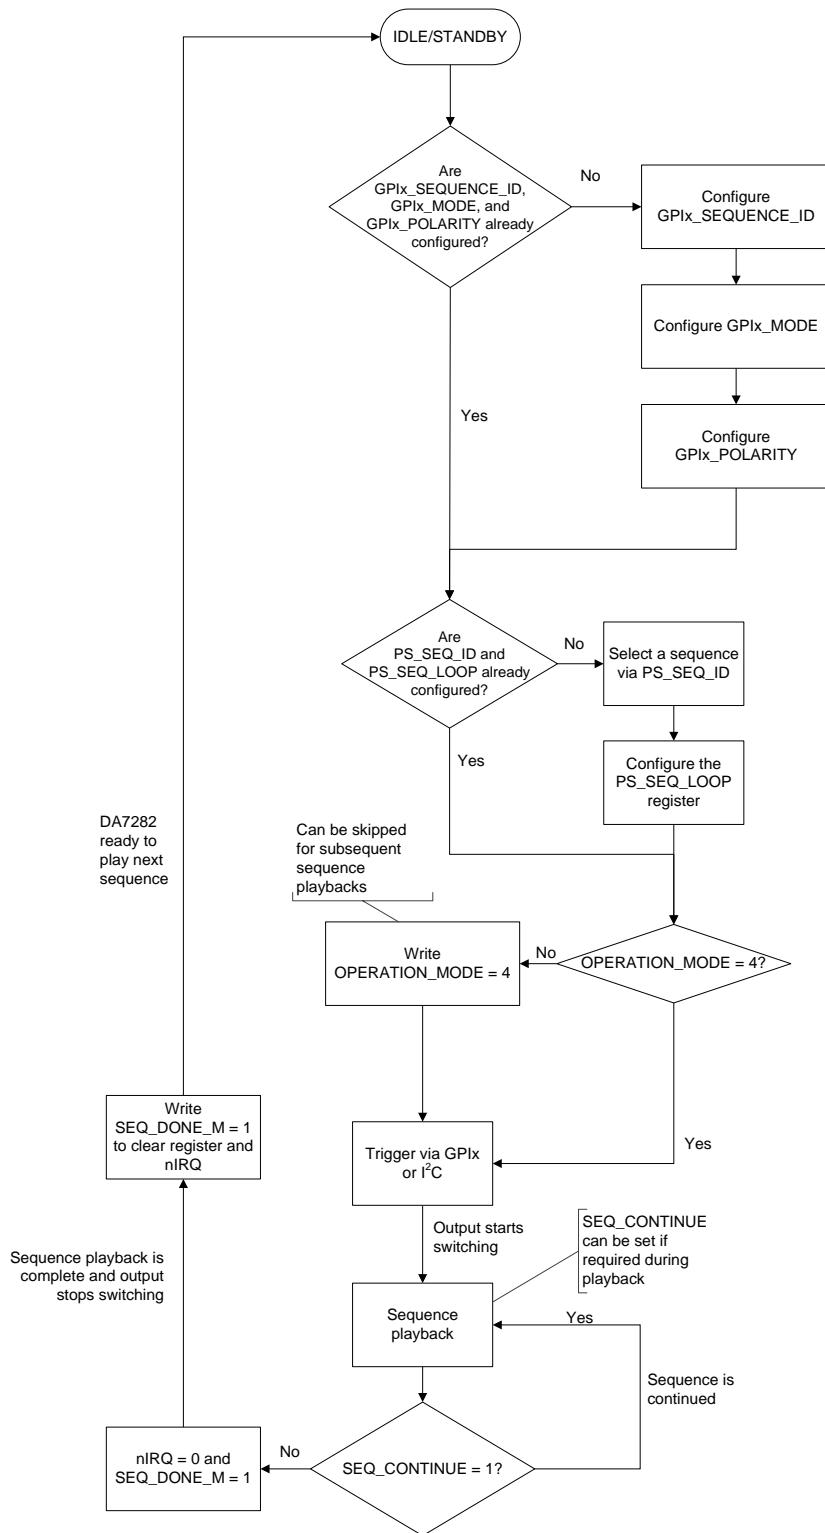 IDLE/STANDBY
Are
GPIx_SEQUENCE_ID,
GPIx_MODE, and
GPIx_POLARITY already
configured?
No
Configure
GPIx_SEQUENCE_ID
Configure GPIx_MODE
Yes
Configure
GPIx_POLARITY
Are
PS_SEQ_ID and
PS_SEQ_LOOP already
configured?
No
Select a sequence
via PS_SEQ_ID
Yes
Configure the
PS_SEQ_LOOP
register
DA7282
ready to
play next
sequence
Can be skipped
for subsequent
sequence
playbacks
Write
OPERATION_MODE = 4
No
OPERATION_MODE = 4?
Yes
Write
SEQ_DONE_M = 1
to clear register and
nIRQ
Trigger via GPIx
or I²C
Output starts
switching
SEQ_CONTINUE
can be set if
required during
playback
Sequence playback is
complete and output
stops switching
Sequence
playback
Yes
Sequence is
continued
nIRQ = 0 and
SEQ_DONE_M = 1
No
SEQ_CONTINUE = 1?